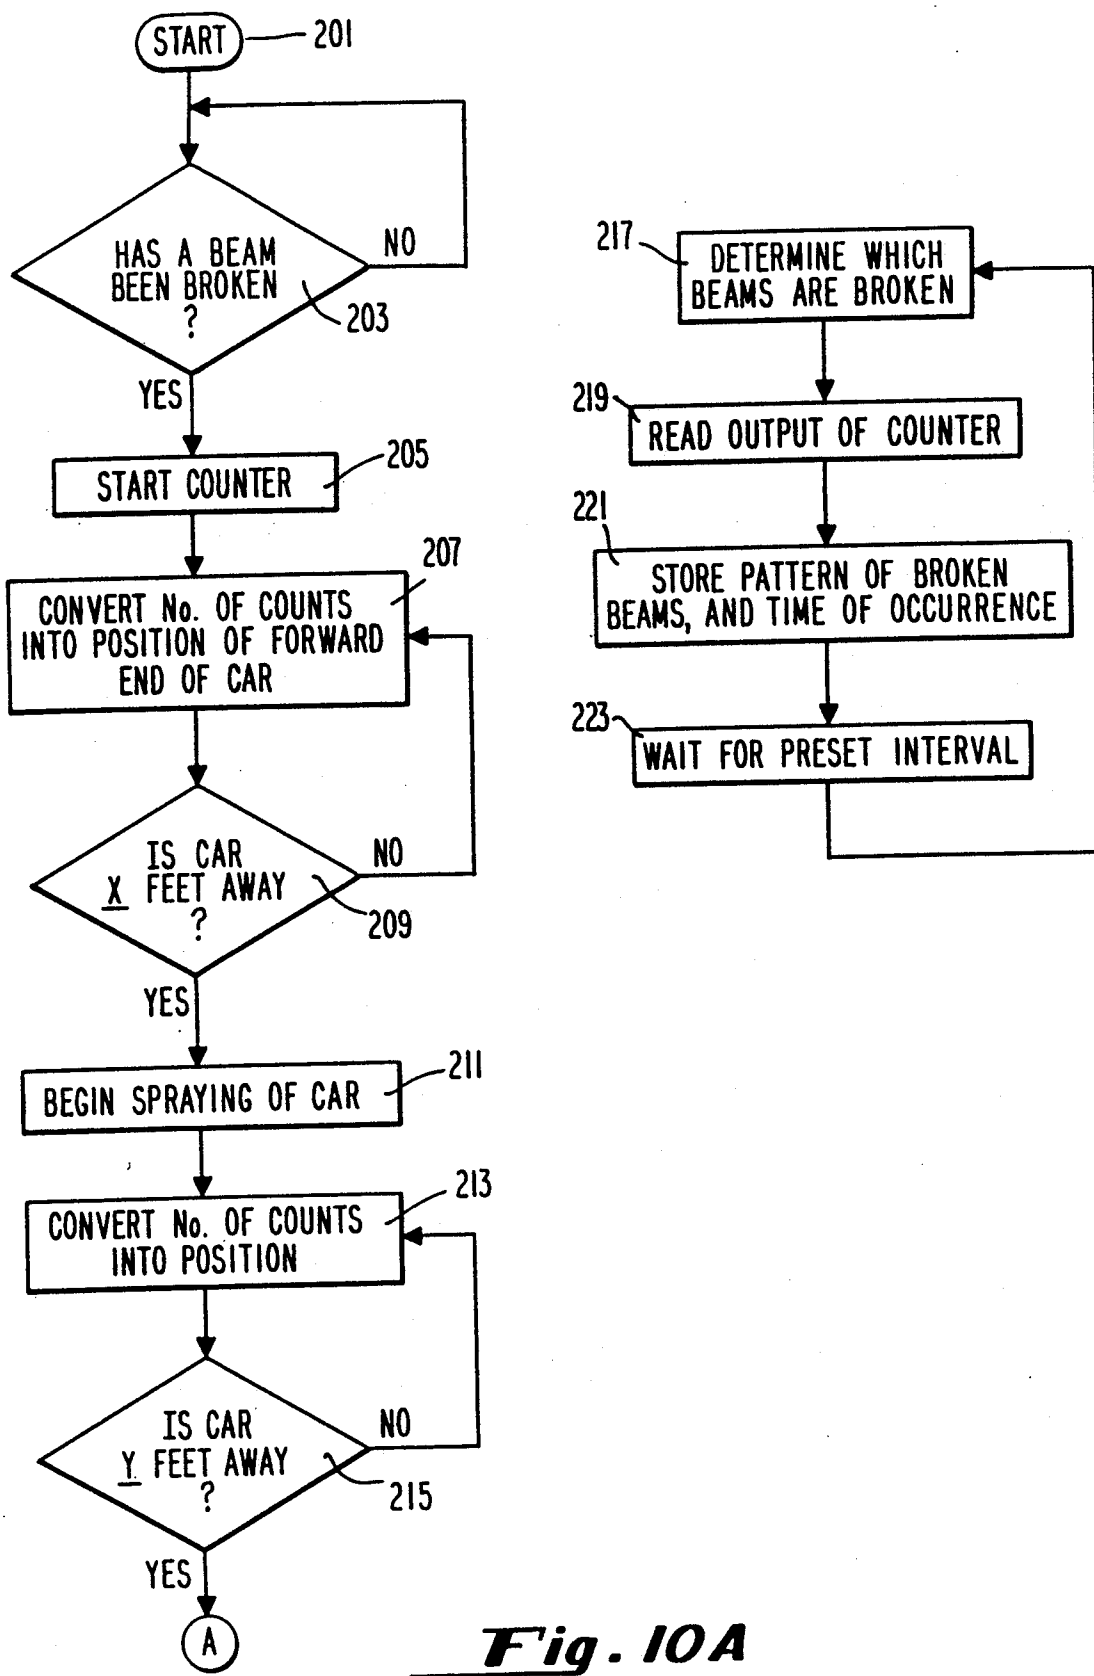 START
201
HAS A BEAM
BEEN BROKEN
?
NO
203
YES
START COUNTER
205
207
CONVERT No. OF COUNTS
INTO POSITION OF FORWARD
END OF CAR
IS CAR
X FEET AWAY
?
NO
209
YES
BEGIN SPRAYING OF CAR
211
213
CONVERT No. OF COUNTS
INTO POSITION
IS CAR
Y FEET AWAY
?
NO
215
YES
A
217
DETERMINE WHICH
BEAMS ARE BROKEN
219
READ OUTPUT OF COUNTER
221
STORE PATTERN OF BROKEN
BEAMS, AND TIME OF OCCURRENCE
223
WAIT FOR PRESET INTERVAL
Fig. 10A